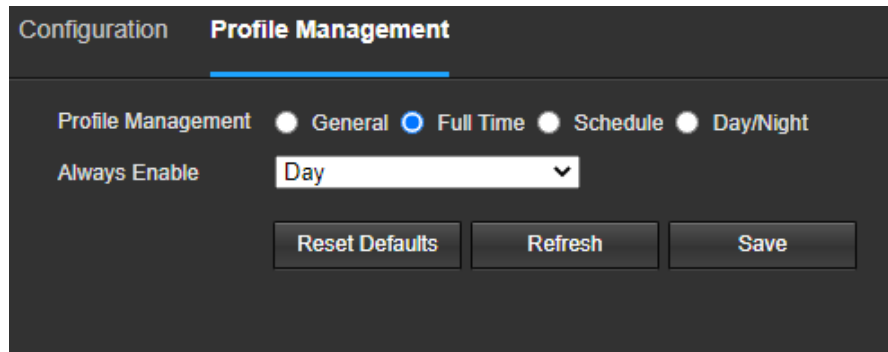 Configuration Profile Management
Profile Management General Full Time Schedule Day/Night
Always Enable Day
Reset Defaults Refresh Save